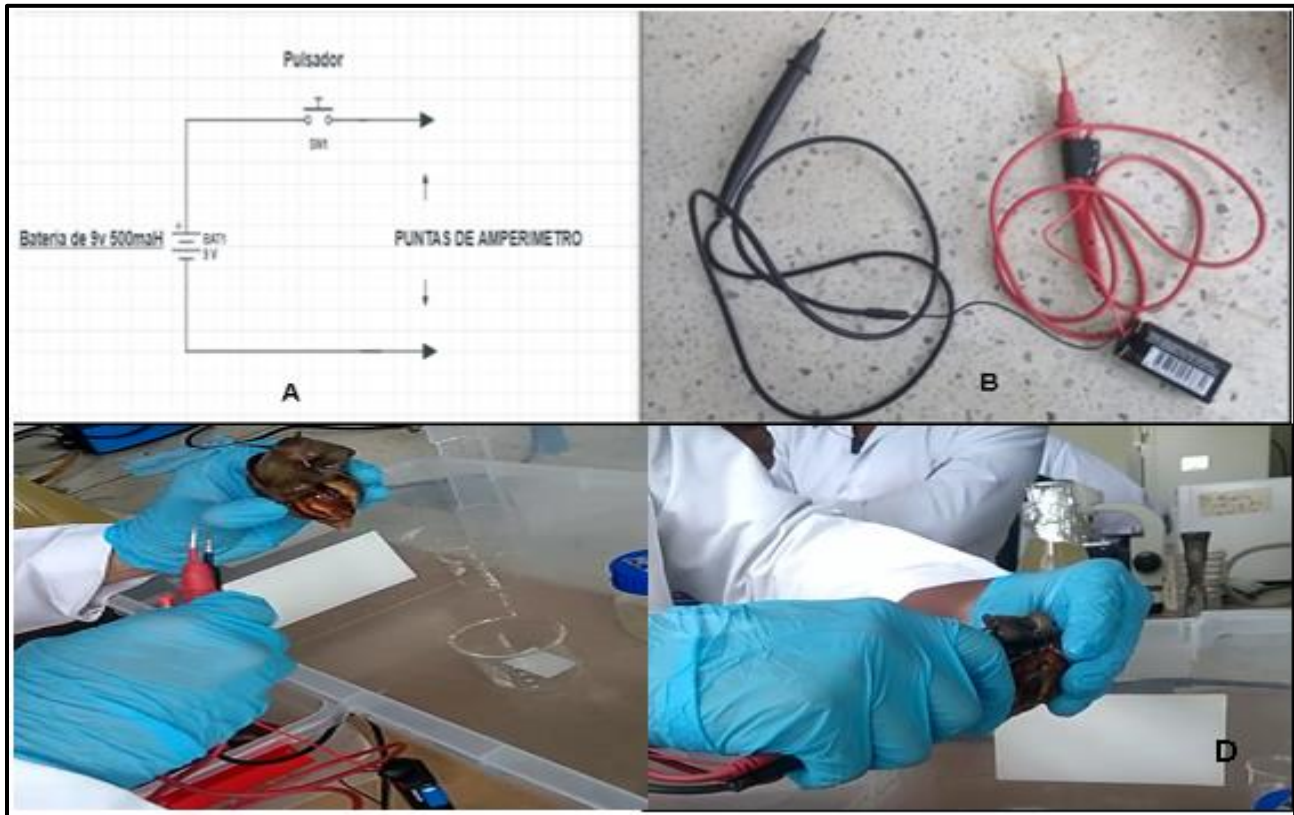 Pulsador
SW1
Bateria de 9v 500maH
BAT1
9 V
PUNTAS DE AMPERIMETRO
A
B
D